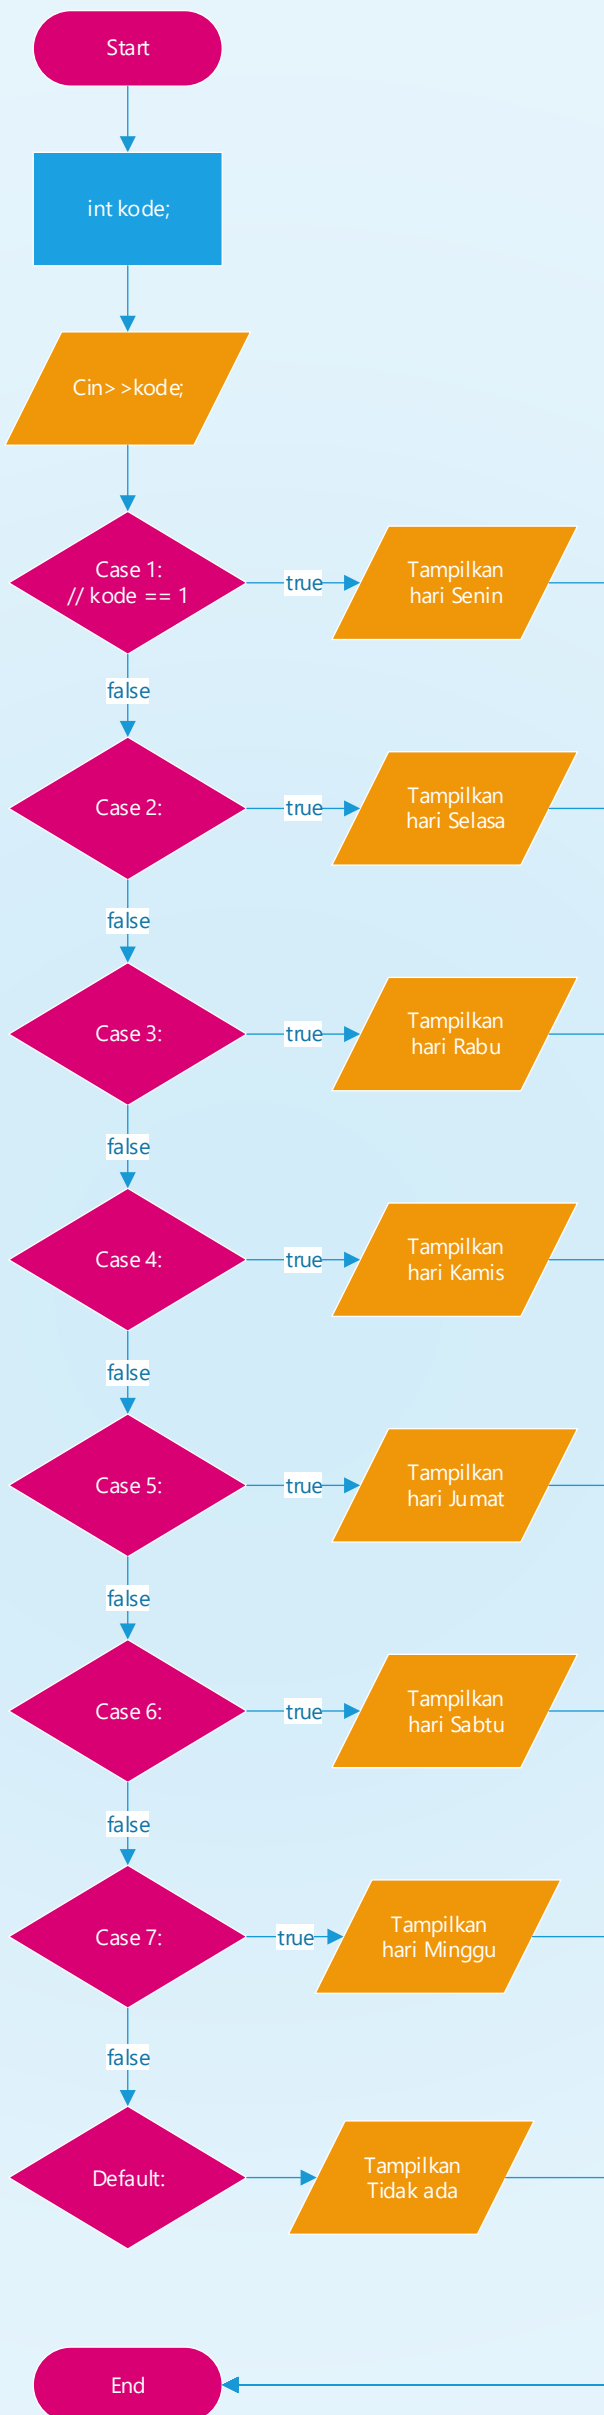 Start
int kode;
Cin>>kode;
Case 1:
// kode == 1
true
Tampilkan
hari Senin
false
Case 2:
true
Tampilkan
hari Selasa
false
Case 3:
true
Tampilkan
hari Rabu
false
Case 4:
true
Tampilkan
hari Kamis
false
Case 5:
true
Tampilkan
hari Jumat
false
Case 6:
true
Tampilkan
hari Sabtu
false
Case 7:
true
Tampilkan
hari Minggu
false
Default:
Tampilkan
Tidak ada
End